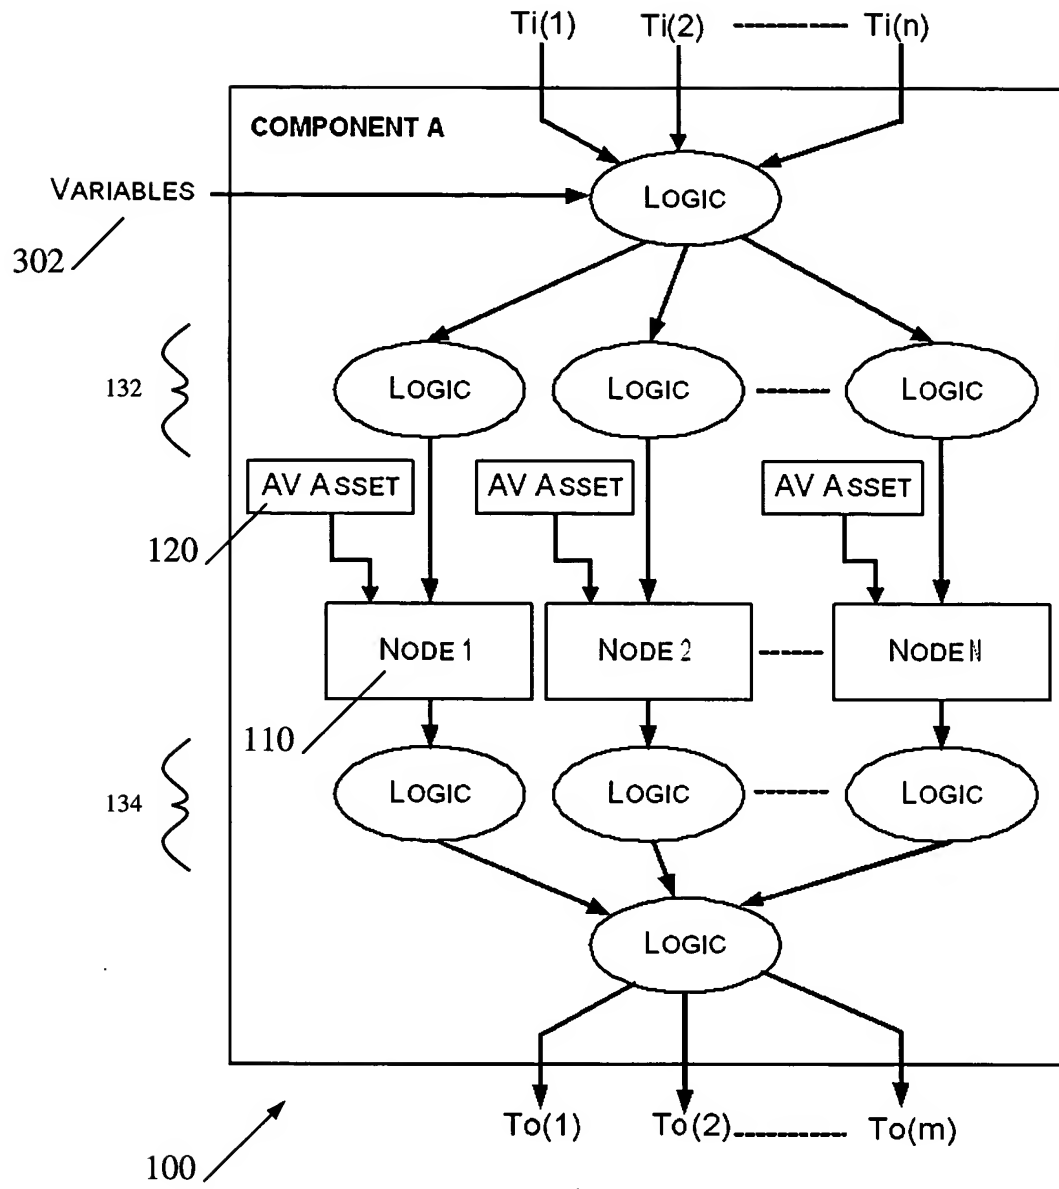 Ti(1) Ti(2) Ti(n)
COMPONENT A
VARIABLES
LOGIC
302
132
LOGIC LOGIC LOGIC
AV ASSET AV ASSET AV ASSET
120
NODE 1 NODE 2 NODE N
110
134
LOGIC LOGIC LOGIC
LOGIC
To(1) To(2) To(m)
100